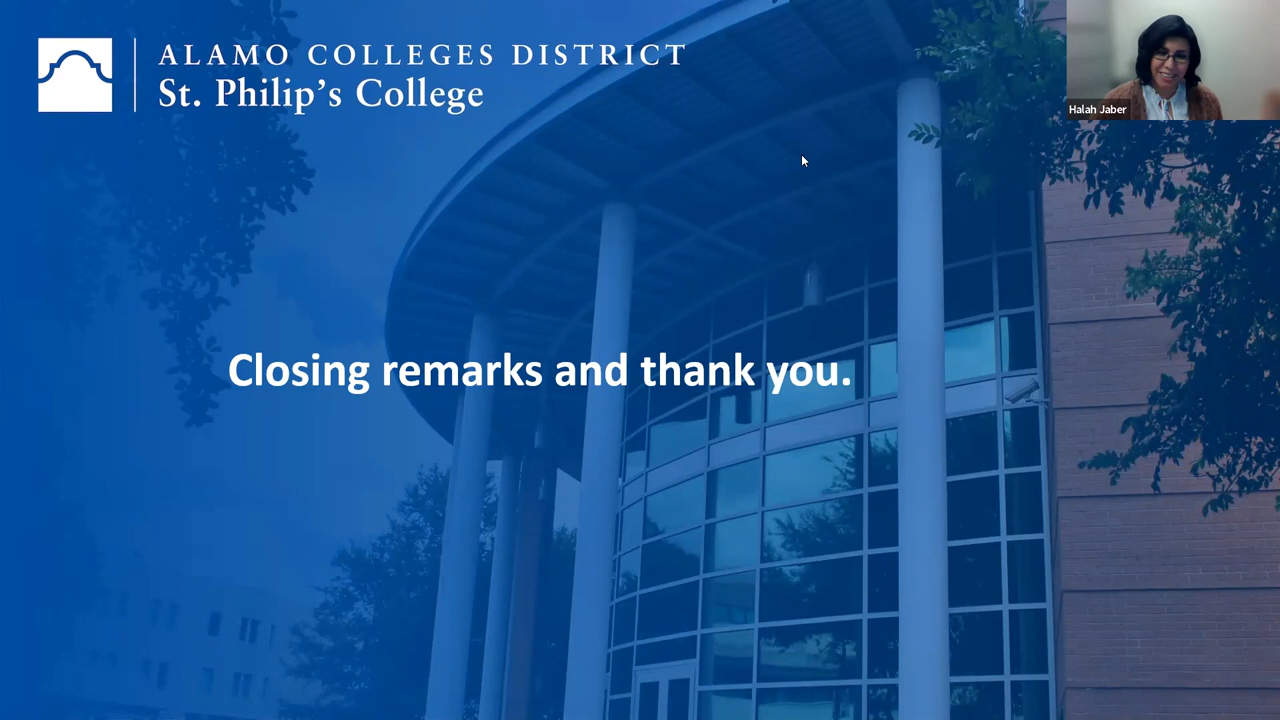 ALAMO COLLEGES DISTRICT
St. Philip's College
Halah Jaber
Closing remarks and thank you.